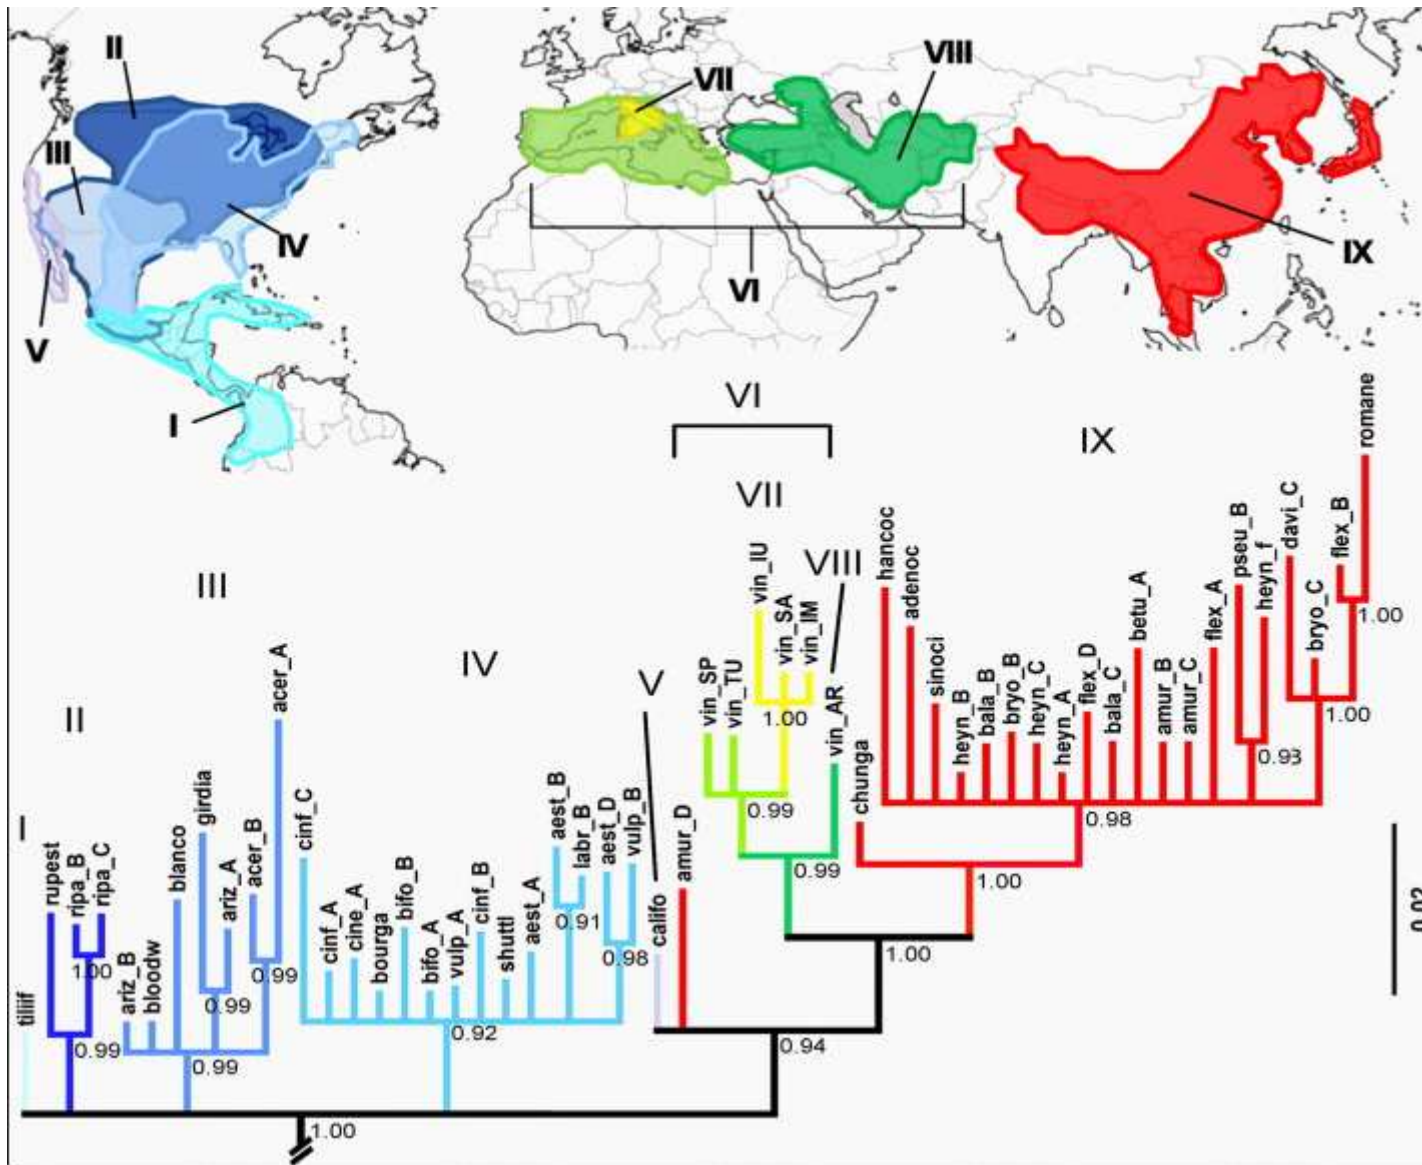 II
III
IV
V
I
VII
VIII
VI
IX
VI
IX
VII
VIII
III
IV
V
II
I
tiliif
rupest
ripa_B
ripa_C
ariz_B
bloodw
blanco
girdia
ariz_A
acer_B
acer_A
cinf_C
cinf_A
cine_A
bourga
bifo_B
bifo_A
vulp_A
cinf_B
shuttl
aest_A
aest_B
labr_B
aest_D
vulp_B
califo
amur_D
vin_SP
vin_TU
vin_IU
vin_SA
vin_IM
vin_AR
chunga
hancoc
adenoc
sinoci
heyn_B
bala_B
bryo_B
heyn_C
heyn_A
flex_D
bala_C
betu_A
amur_B
amur_C
flex_A
pseu_B
heyn_f
davi_C
bryo_C
flex_B
romane
1.00
1.00
1.00
0.93
0.99
0.98
0.99
1.00
0.91
0.98
1.00
1.00
0.99
0.99
0.99
0.99
0.92
0.94
1.00
0.02